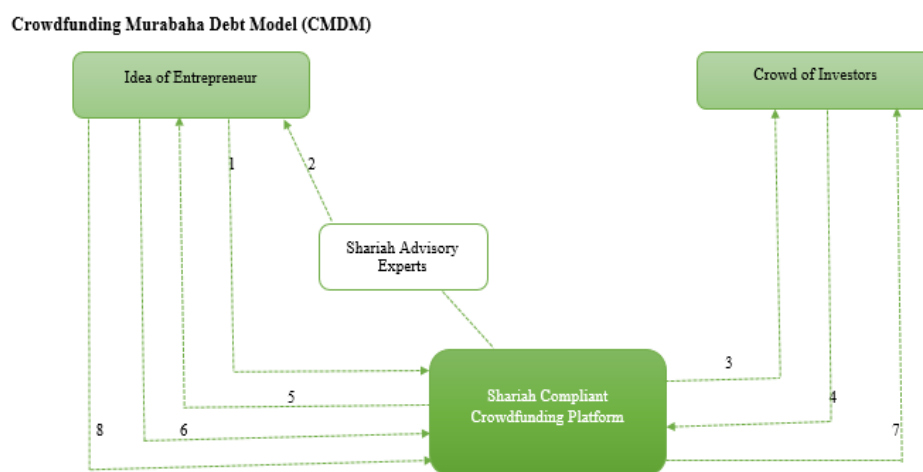 Crowdfunding Murabaha Debt Model (CMDM)
Idea of Entrepreneur
Crowd of Investors
1
2
Shariah Advisory
Experts
3
Shariah Compliant
Crowdfunding Platform
5
4
8
6
7